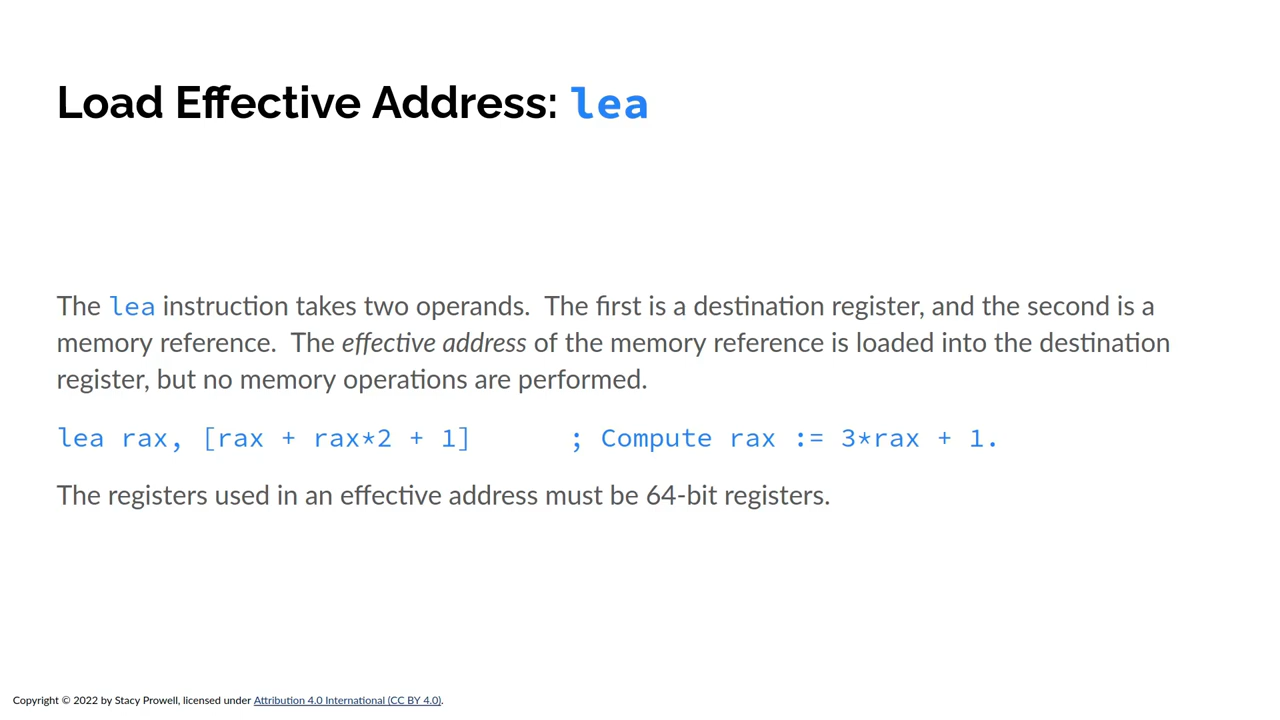 Load Effective Address: lea
The lea instruction takes two operands.  The first is a destination register, and the second is a
memory reference.  The effective address of the memory reference is loaded into the destination
register, but no memory operations are performed.
lea rax, [rax + rax*2 + 1]      ; Compute rax := 3*rax + 1.
The registers used in an effective address must be 64-bit registers.
Copyright © 2022 by Stacy Prowell, licensed under Attribution 4.0 International (CC BY 4.0).